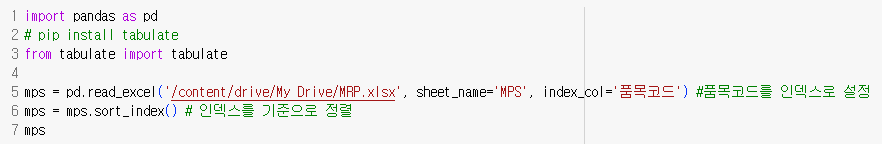 1 import pandas as pd
2 # pip install tabulate
3 from tabulate import tabulate
4
5 mps = pd.read_excel('/content/drive/My Drive/MRP.xlsx', sheet_name='MPS', index_col='품목코드') #품목코드를 인덱스로 설정
6 mps = mps.sort_index() # 인덱스를 기준으로 정렬
7 mps